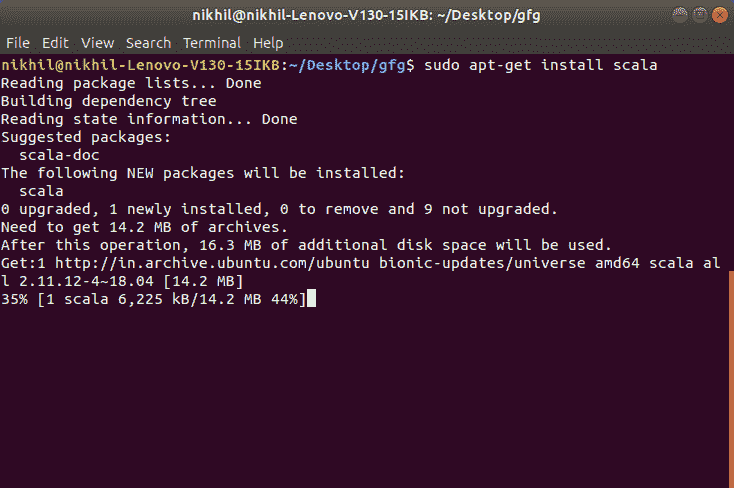 nikhil@nikhil-Lenovo-V130-15IKB: ~/Desktop/gfg
File Edit View Search Terminal Help
nikhil@nikhil-Lenovo-V130-15IKB:~/Desktop/gfg$ sudo apt-get install scala
Reading package lists... Done
Building dependency tree
Reading state information... Done
Suggested packages:
  scala-doc
The following NEW packages will be installed:
  scala
0 upgraded, 1 newly installed, 0 to remove and 9 not upgraded.
Need to get 14.2 MB of archives.
After this operation, 16.3 MB of additional disk space will be used.
Get:1 http://in.archive.ubuntu.com/ubuntu bionic-updates/universe amd64 scala al
l 2.11.12-4~18.04 [14.2 MB]
35% [1 scala 6,225 kB/14.2 MB 44%]